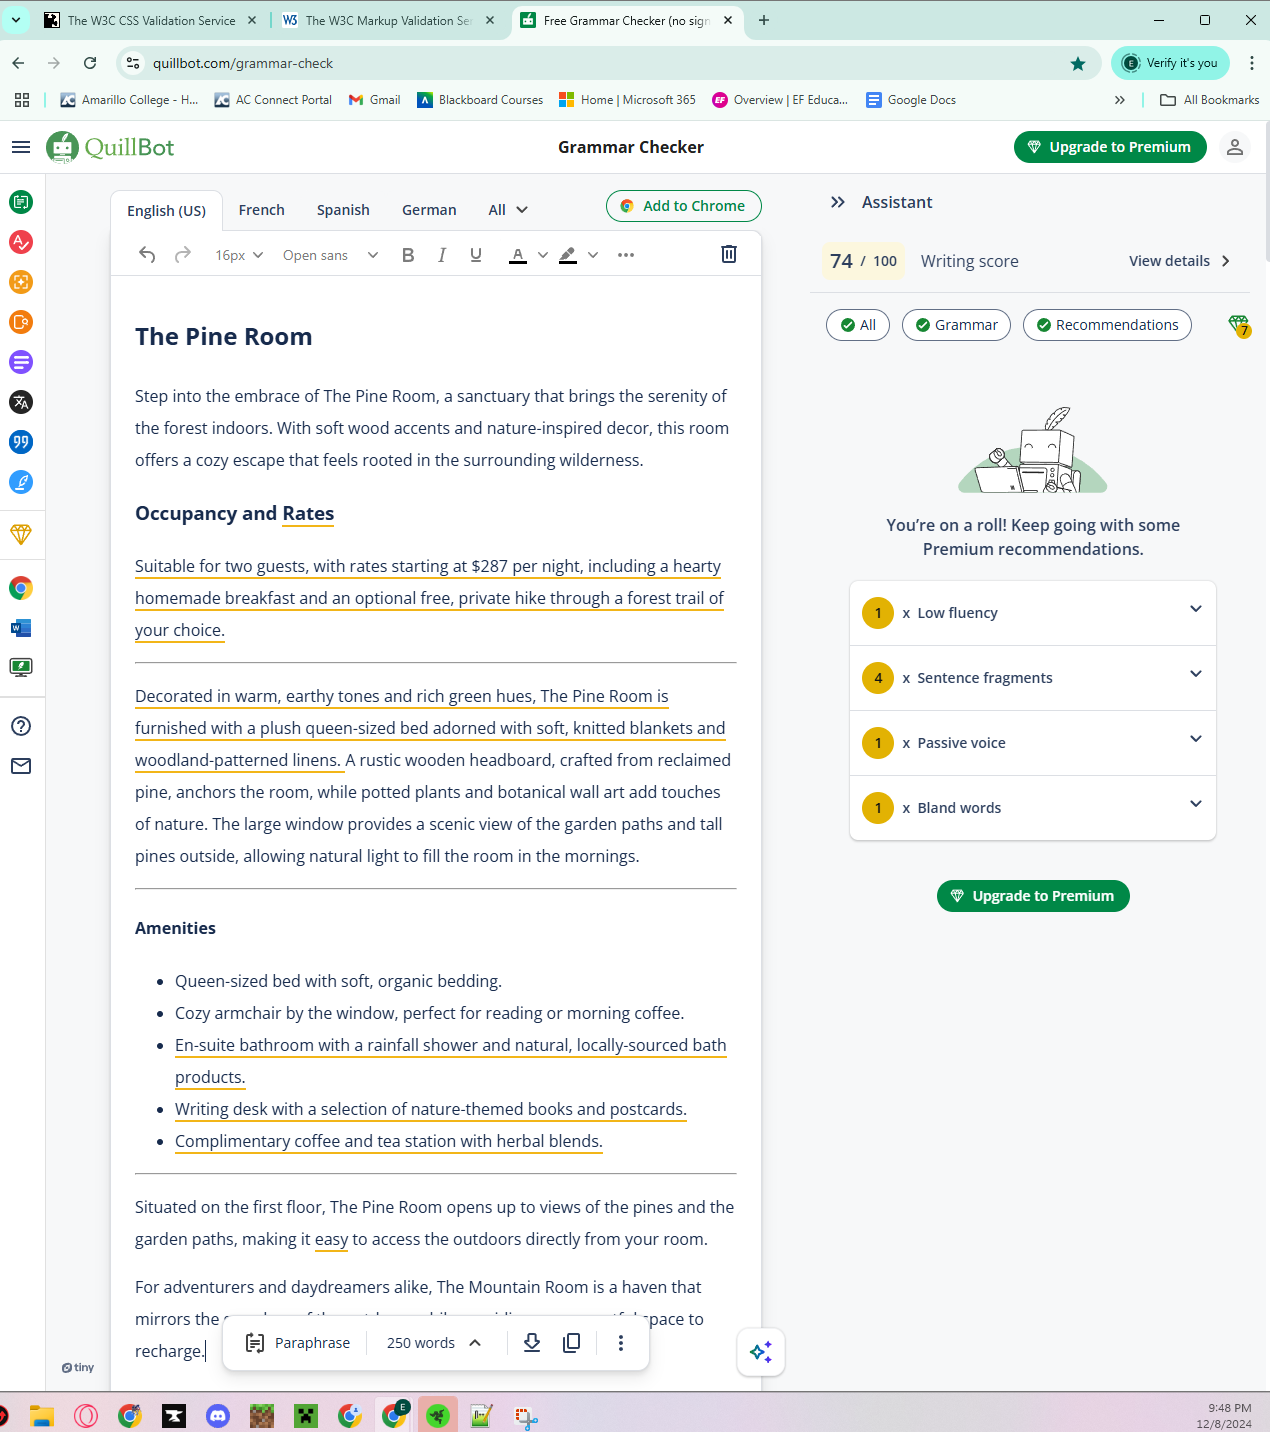 The W3C CSS Validation Service
The W3C Markup Validation Se
Free Grammar Checker (no sign
quillbot.com/grammar-check
Verify it's you
Amarillo College - H...
AC Connect Portal
Gmail
Blackboard Courses
Home | Microsoft 365
Overview | EF Educa...
Google Docs
All Bookmarks
QuillBot
Grammar Checker
Upgrade to Premium
English (US)
French
Spanish
German
All
Add to Chrome
16px
Open sans
B I U A
The Pine Room
Step into the embrace of The Pine Room, a sanctuary that brings the serenity of
the forest indoors. With soft wood accents and nature-inspired decor, this room
offers a cozy escape that feels rooted in the surrounding wilderness.
Occupancy and Rates
Suitable for two guests, with rates starting at $287 per night, including a hearty
homemade breakfast and an optional free, private hike through a forest trail of
your choice.
Decorated in warm, earthy tones and rich green hues, The Pine Room is
furnished with a plush queen-sized bed adorned with soft, knitted blankets and
woodland-patterned linens. A rustic wooden headboard, crafted from reclaimed
pine, anchors the room, while potted plants and botanical wall art add touches
of nature. The large window provides a scenic view of the garden paths and tall
pines outside, allowing natural light to fill the room in the mornings.
Amenities
• Queen-sized bed with soft, organic bedding.
• Cozy armchair by the window, perfect for reading or morning coffee.
• En-suite bathroom with a rainfall shower and natural, locally-sourced bath
products.
• Writing desk with a selection of nature-themed books and postcards.
• Complimentary coffee and tea station with herbal blends.
Situated on the first floor, The Pine Room opens up to views of the pines and the
garden paths, making it easy to access the outdoors directly from your room.
For adventurers and daydreamers alike, The Mountain Room is a haven that
mirrors the space to
recharge.
Paraphrase
250 words
tiny
Assistant
74 / 100
Writing score
View details
All
Grammar
Recommendations
7
You're on a roll! Keep going with some
Premium recommendations.
1 x Low fluency
4 x Sentence fragments
1 x Passive voice
1 x Bland words
Upgrade to Premium
9:48 PM
12/8/2024